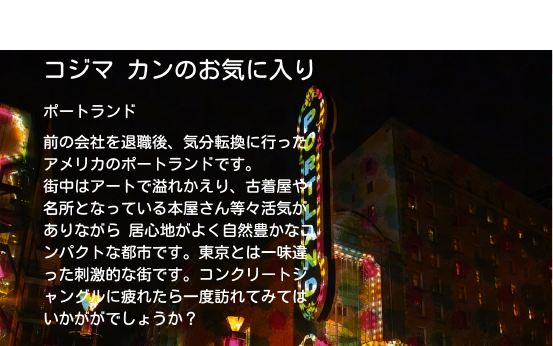 コジマ カンのお気に入り
ポートランド
前の会社を退職後、気分転換に行った
アメリカのポートランドです。
街中はアートで溢れかえり、古着屋や
名所となっている本屋さん等々活気が
ありながら 居心地がよく自然豊かなコ
ンパクトな都市です。東京とは一味違
った刺激的な街です。コンクリートジ
ャングルに疲れたら一度訪れてみては
いかががでしょうか？
PORTLAND